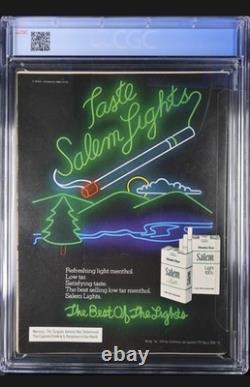 CGC
Taste
Salem Lights
Refreshing light menthol.
Low tar.
Satisfying taste.
The best selling low tar menthol.
Salem Lights.
Salem
Salem
Light
100's
The Best Of The Lights
Warning: The Surgeon General Has Determined
That Cigarette Smoking Is Dangerous to Your Health.